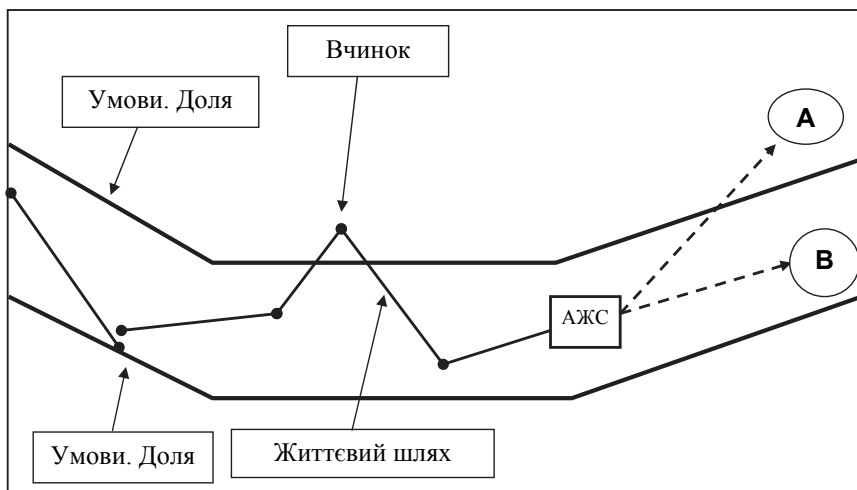 Вчинок
Умови. Доля
А
В
АЖС
Умови. Доля
Життєвий шлях